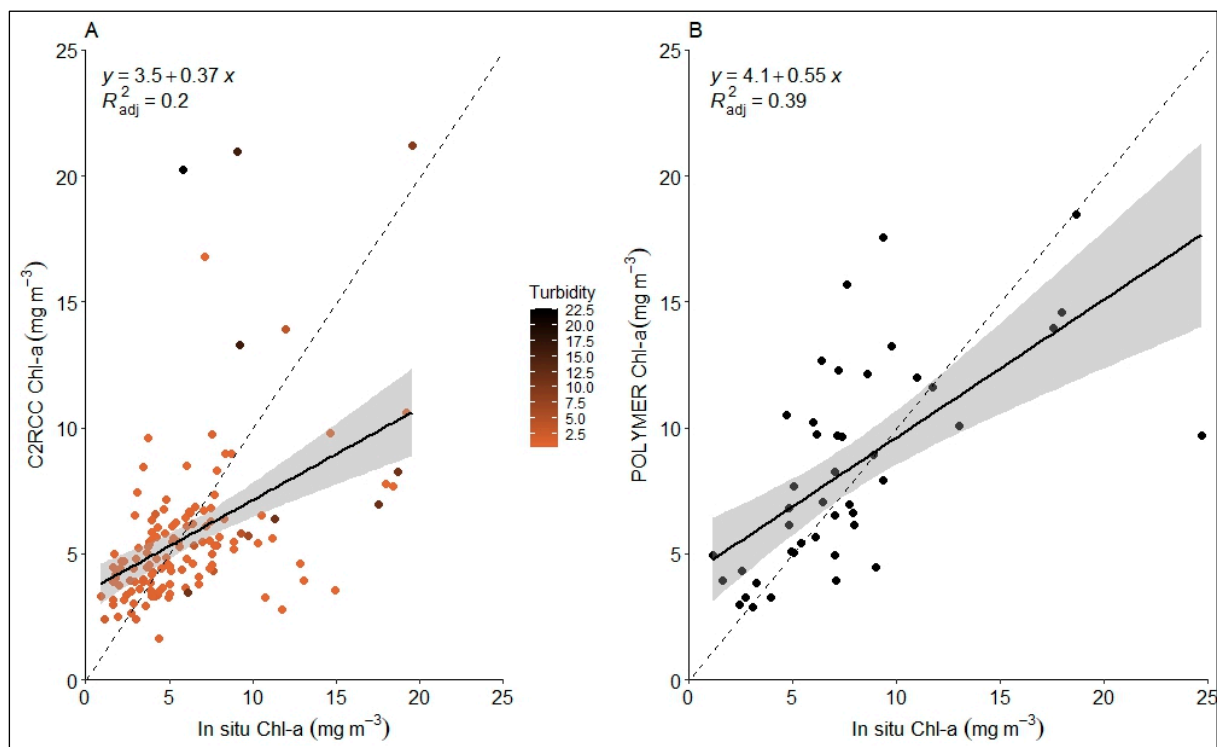 A
y = 3.5 + 0.37 x
R²adj = 0.2
25
20
15
10
5
0
C2RCC Chl-a (mg m⁻³)
0 5 10 15 20 25
In situ Chl-a (mg m⁻³)
Turbidity
22.5
20.0
17.5
15.0
12.5
10.0
7.5
5.0
2.5
B
y = 4.1 + 0.55 x
R²adj = 0.39
25
20
15
10
5
0
POLYMER Chl-a (mg m⁻³)
0 5 10 15 20 25
In situ Chl-a (mg m⁻³)